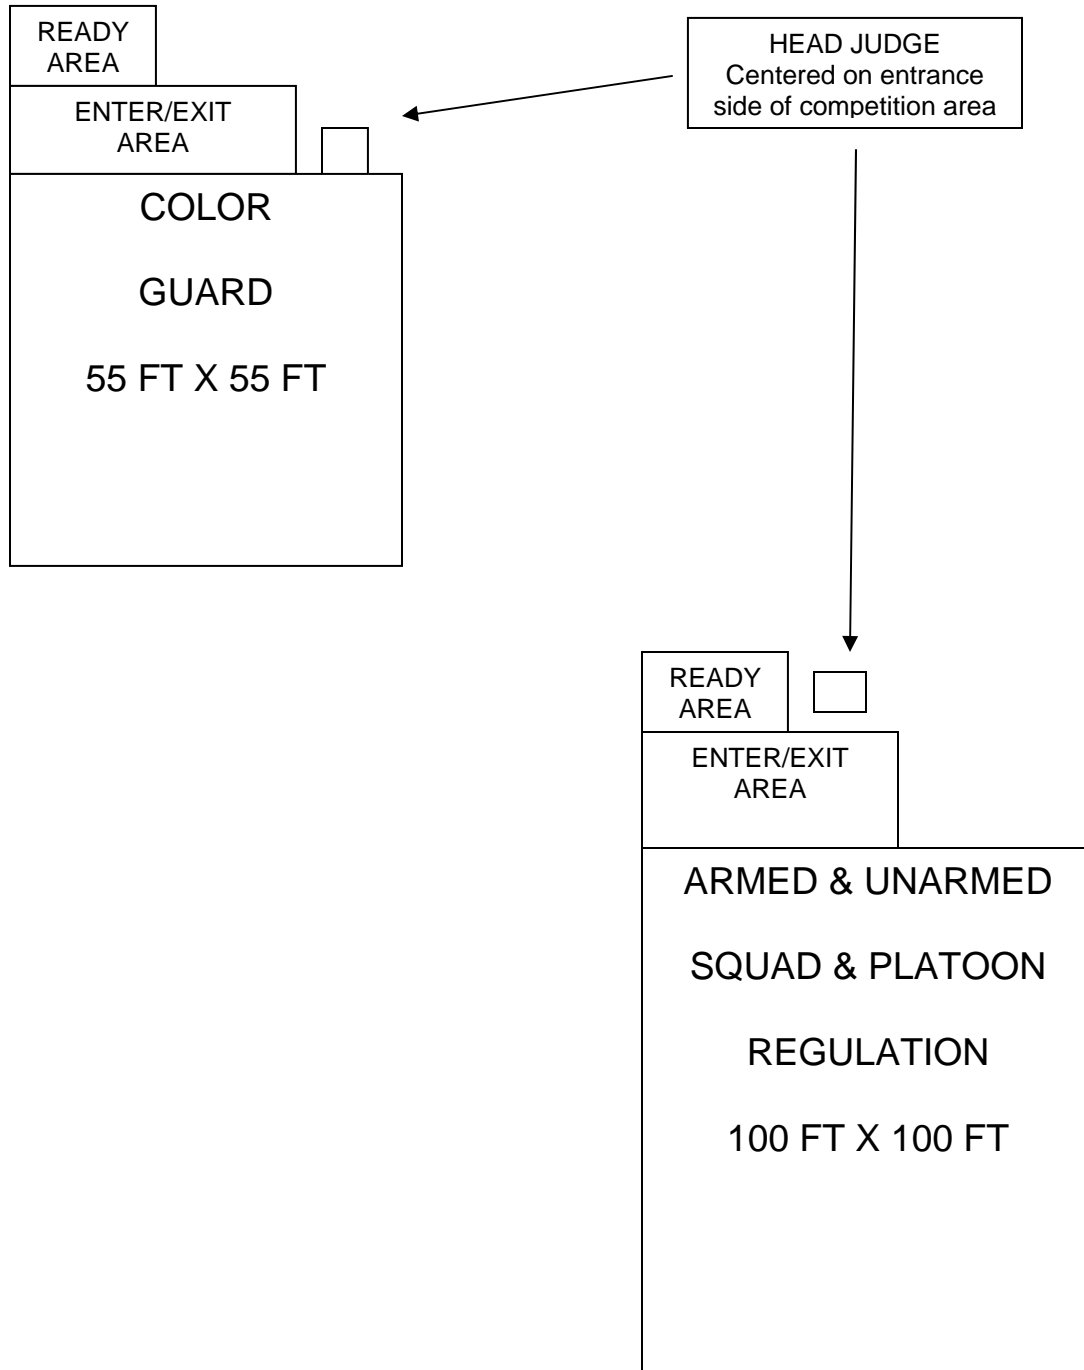 READY
AREA
ENTER/EXIT
AREA
COLOR
GUARD
55 FT X 55 FT
HEAD JUDGE
Centered on entrance
side of competition area
READY
AREA
ENTER/EXIT
AREA
ARMED & UNARMED
SQUAD & PLATOON
REGULATION
100 FT X 100 FT